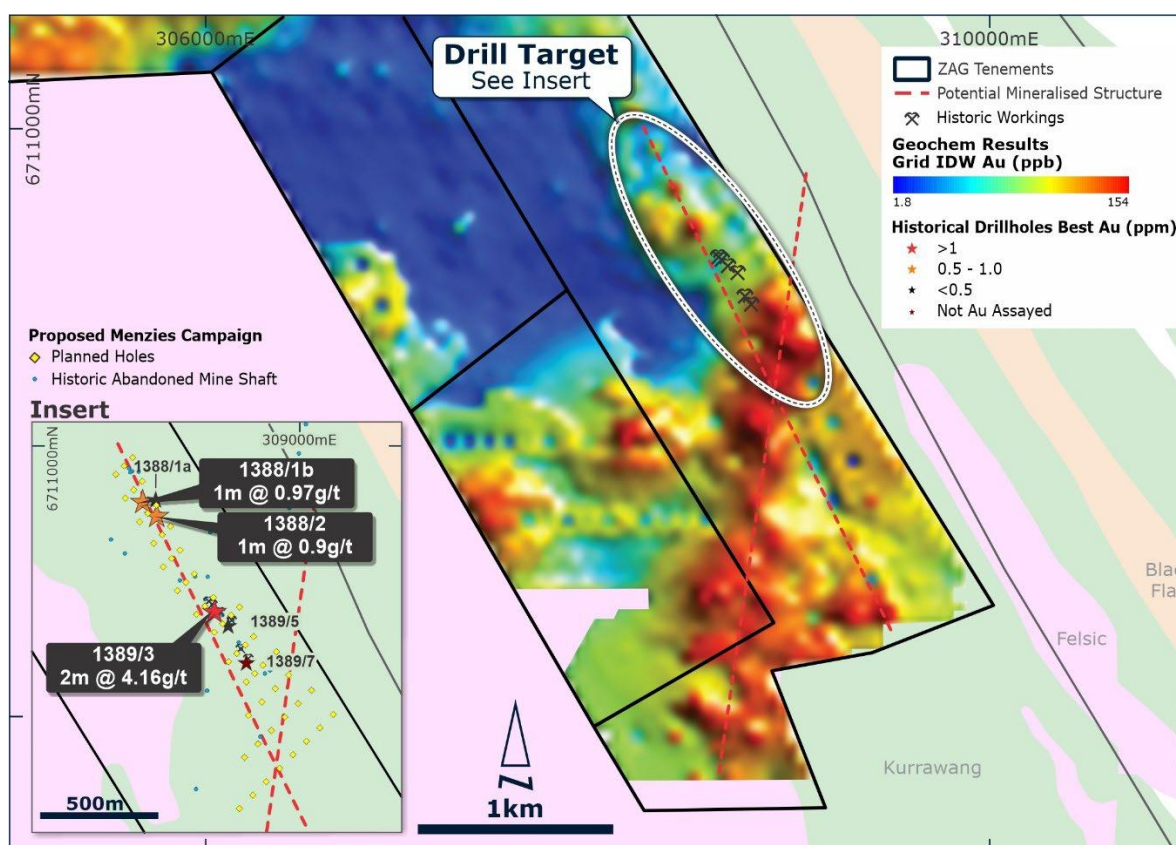 306000mE
310000mE
6711000mN
Drill Target
See Insert
ZAG Tenements
Potential Mineralised Structure
Historic Workings
Geochem Results
Grid IDW Au (ppb)
1.8
154
Historical Drillholes Best Au (ppm)
>1
0.5 - 1.0
<0.5
Not Au Assayed
Proposed Menzies Campaign
Planned Holes
Historic Abandoned Mine Shaft
Insert
6711000mN
309000mE
1388/1a
1388/1b
1m @ 0.97g/t
1388/2
1m @ 0.9g/t
1389/5
1389/3
2m @ 4.16g/t
1389/7
500m
N
1km
Felsic
Kurrawang